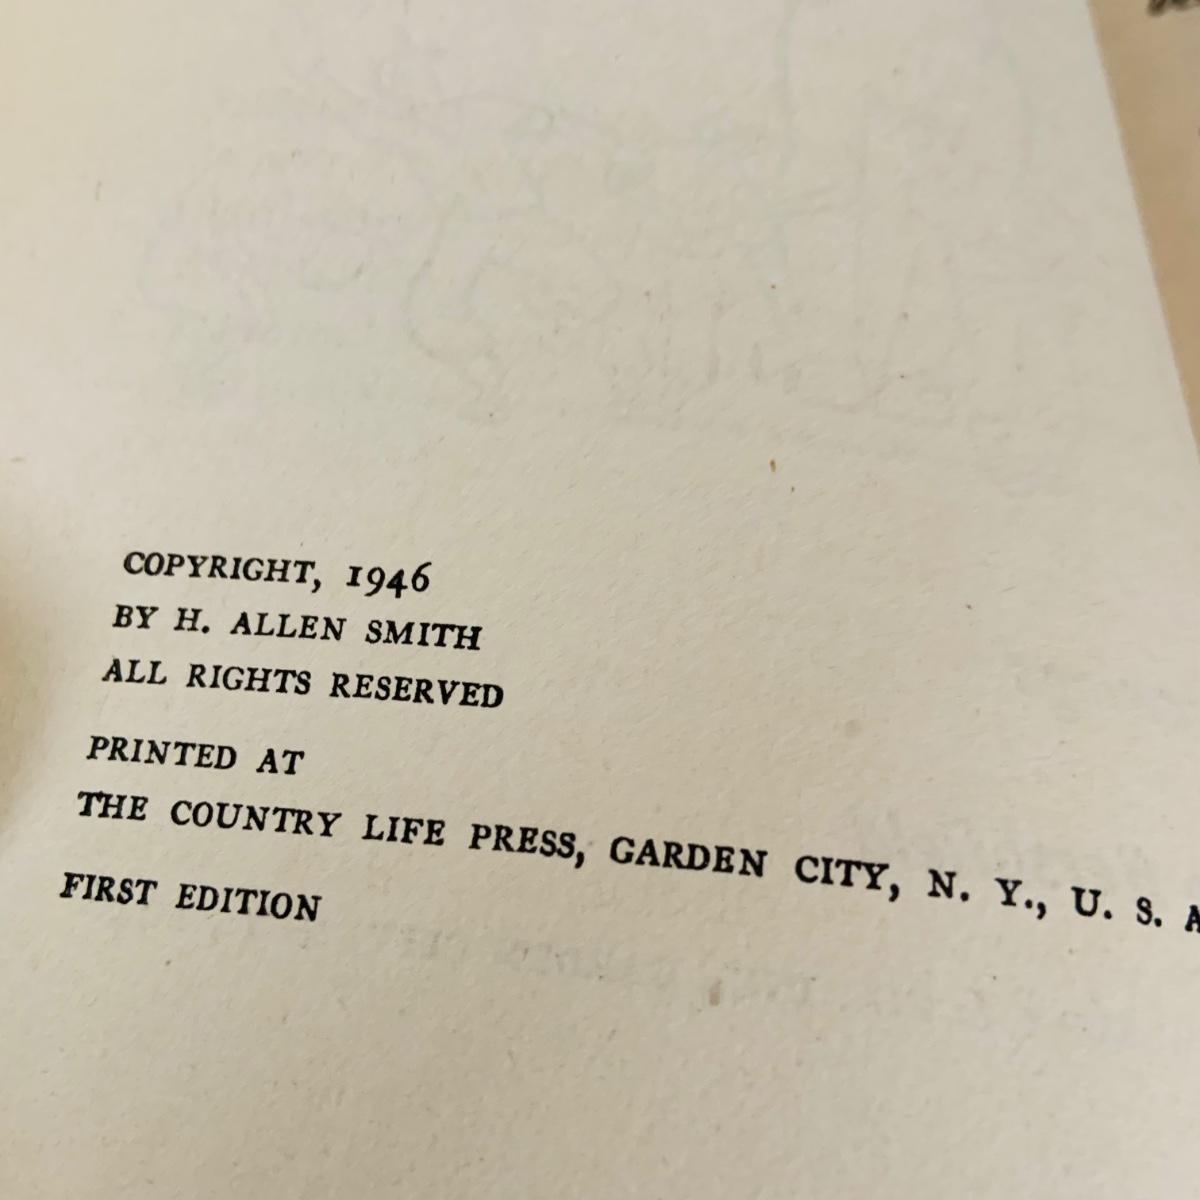 COPYRIGHT, 1946
BY H. ALLEN SMITH
ALL RIGHTS RESERVED
PRINTED AT
THE COUNTRY LIFE PRESS, GARDEN CITY, N. Y., U. S. A
FIRST EDITION